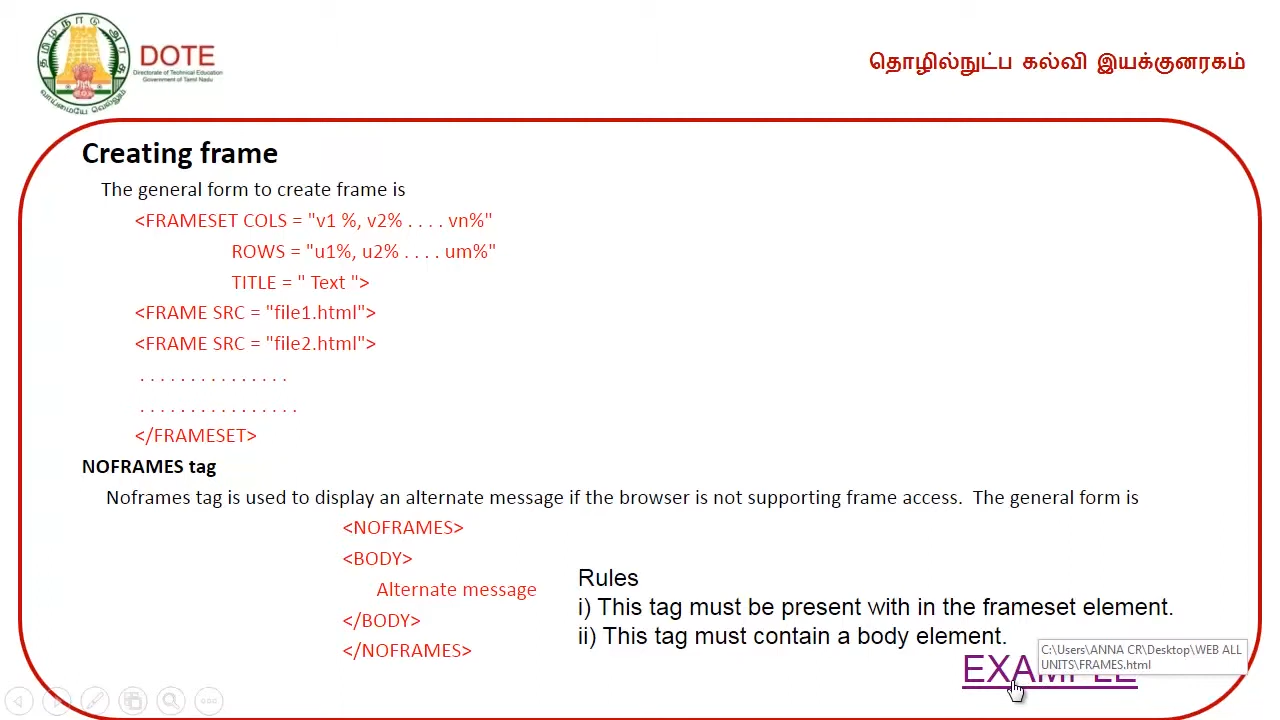 DOTE
Directorate of Technical Education
Government of Tamil Nadu
தமிழ்நாடு அரசு
வாய்மையே வெல்லும்
தொழில்நுட்ப கல்வி இயக்குனரகம்
Creating frame
The general form to create frame is
<FRAMESET COLS = "v1 %, v2% . . . . vn%"
ROWS = "u1%, u2% . . . . um%"
TITLE = " Text ">
<FRAME SRC = "file1.html">
<FRAME SRC = "file2.html">
. . . . . . . . . . . . . . .
. . . . . . . . . . . . . . . .
</FRAMESET>
NOFRAMES tag
Noframes tag is used to display an alternate message if the browser is not supporting frame access.  The general form is
<NOFRAMES>
<BODY>
Alternate message
</BODY>
</NOFRAMES>
Rules
i) This tag must be present with in the frameset element.
ii) This tag must contain a body element.
EXAMPLE
C:\Users\ANNA CR\Desktop\WEB ALL
UNITS\FRAMES.html